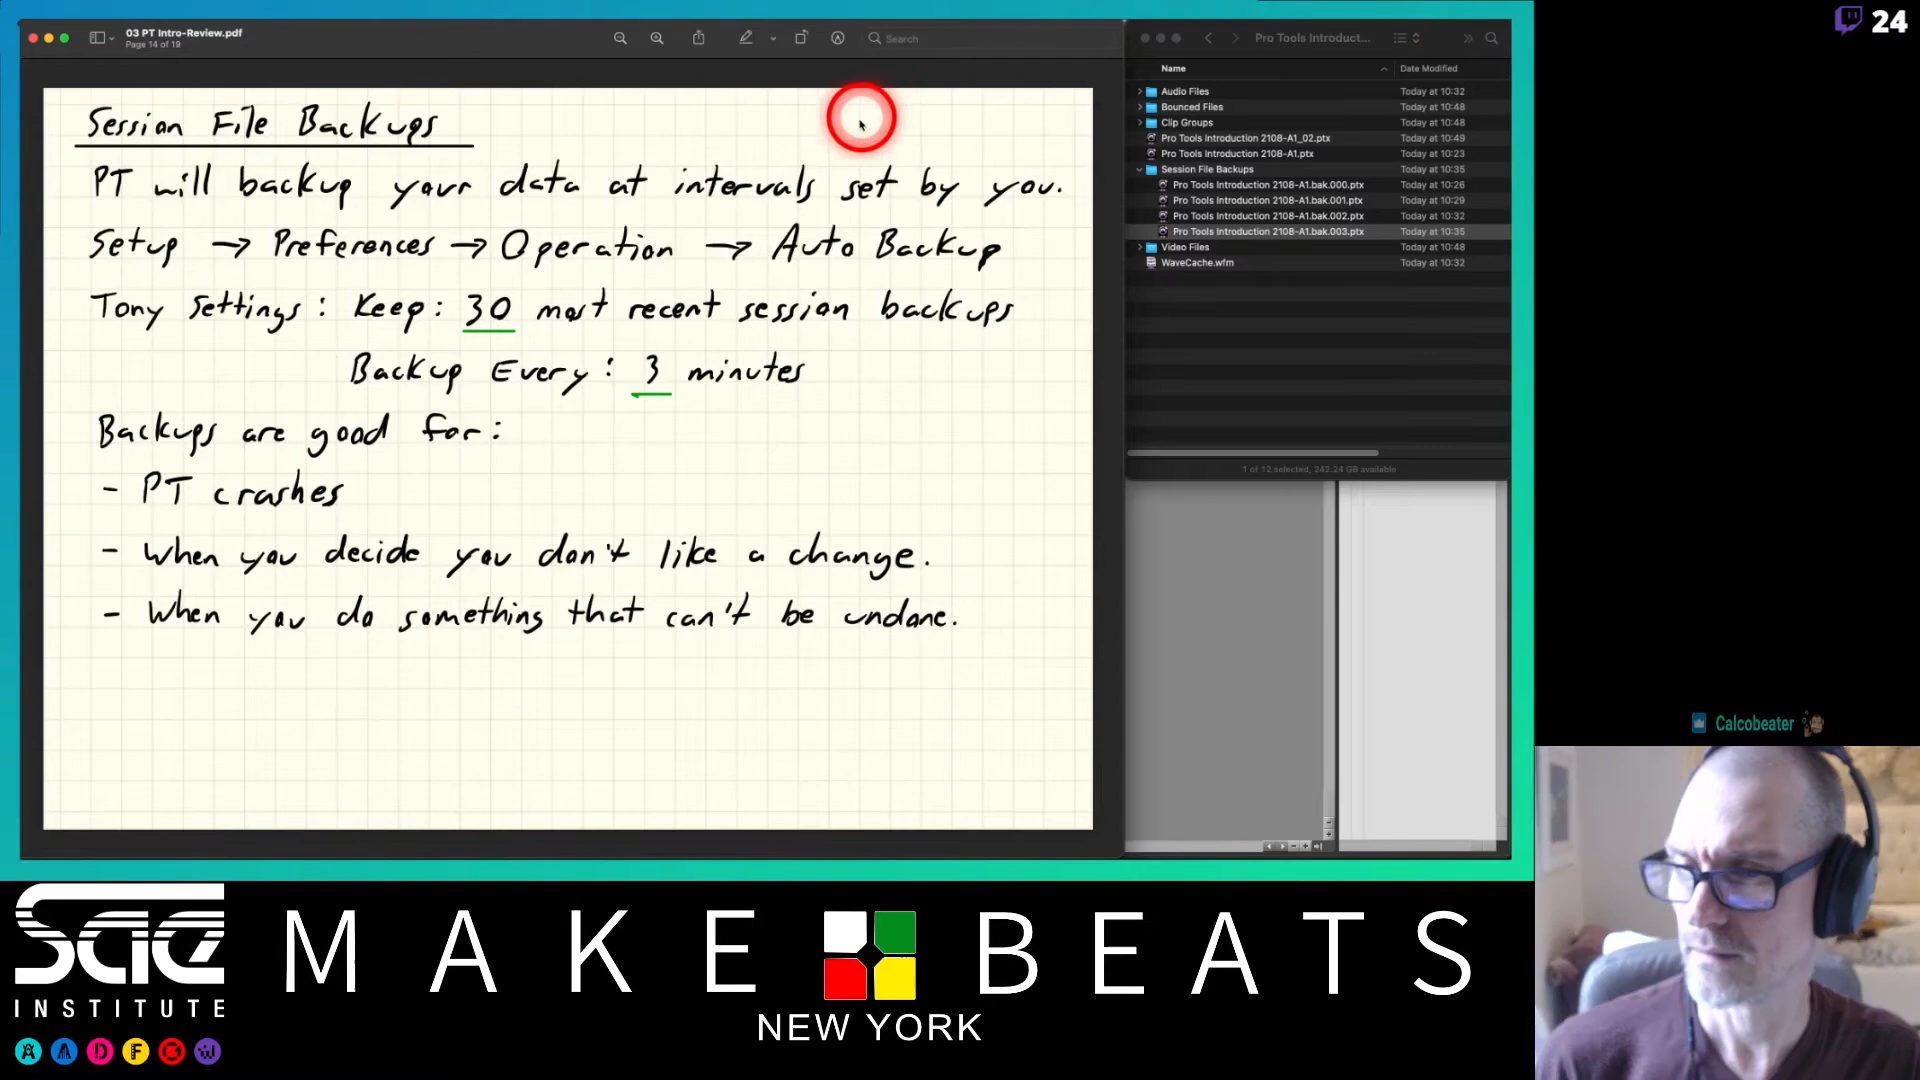 03 PT Intro-Review.pdf
Page 14 of 19
Search
Session File Backups
PT will backup your data at intervals set by you.
Setup → Preferences → Operation → Auto Backup
Tony Settings: Keep: 30 most recent session backups
Backup Every: 3 minutes
Backups are good for:
- PT crashes
- When you decide you don't like a change.
- When you do something that can't be undone.
Pro Tools Introduct...
Name Date Modified
Audio Files Today at 10:32
Bounced Files Today at 10:48
Clip Groups Today at 10:48
Pro Tools Introduction 2108-A1_02.ptx Today at 10:49
Pro Tools Introduction 2108-A1.ptx Today at 10:23
Session File Backups Today at 10:35
Pro Tools Introduction 2108-A1.bak.000.ptx Today at 10:26
Pro Tools Introduction 2108-A1.bak.001.ptx Today at 10:29
Pro Tools Introduction 2108-A1.bak.002.ptx Today at 10:32
Pro Tools Introduction 2108-A1.bak.003.ptx Today at 10:35
Video Files Today at 10:48
WaveCache.wfm Today at 10:32
1 of 12 selected, 242.24 GB available
24
Calcobeater
sae
INSTITUTE
MAKE BEATS
NEW YORK